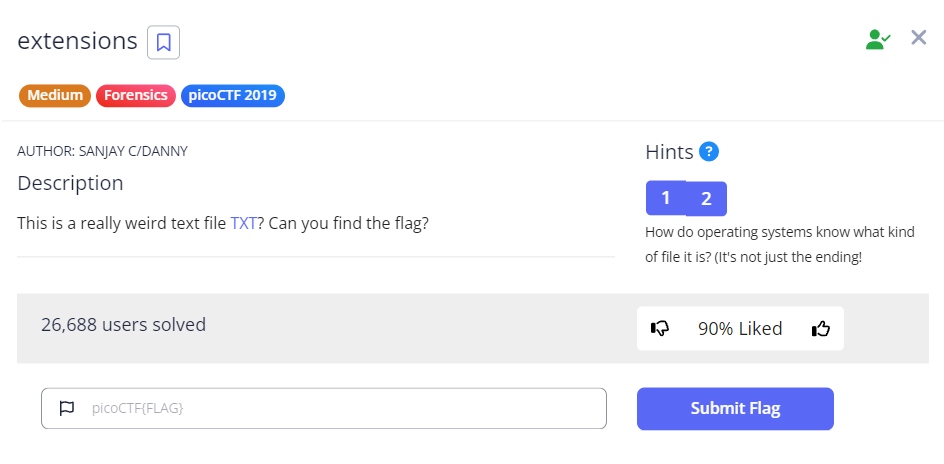 extensions
Medium Forensics picoCTF 2019
AUTHOR: SANJAY C/DANNY
Description
This is a really weird text file TXT? Can you find the flag?
Hints ?
1 2
How do operating systems know what kind
of file it is? (It's not just the ending!
26,688 users solved
90% Liked
picoCTF{FLAG}
Submit Flag